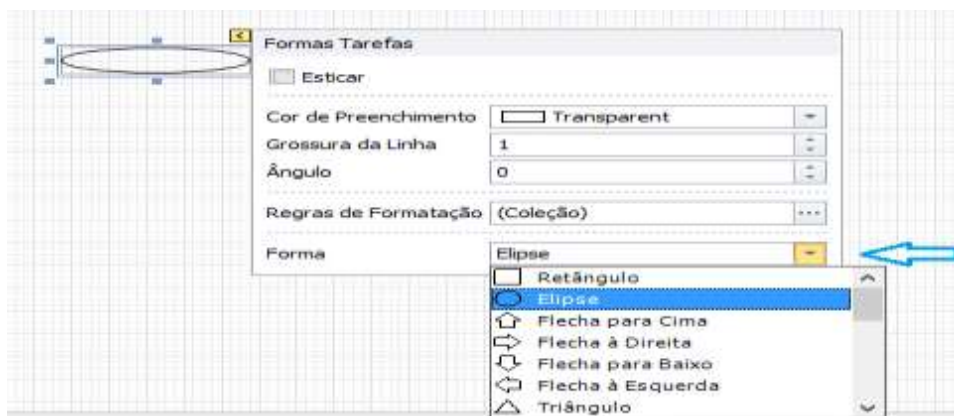 Formas Tarefas
Esticar
Cor de Preenchimento Transparent
Grossura da Linha 1
Ângulo 0
Regras de Formatação (Coleção)
Forma Elipse
Retângulo
Elipse
Flecha para Cima
Flecha à Direita
Flecha para Baixo
Flecha à Esquerda
Triângulo